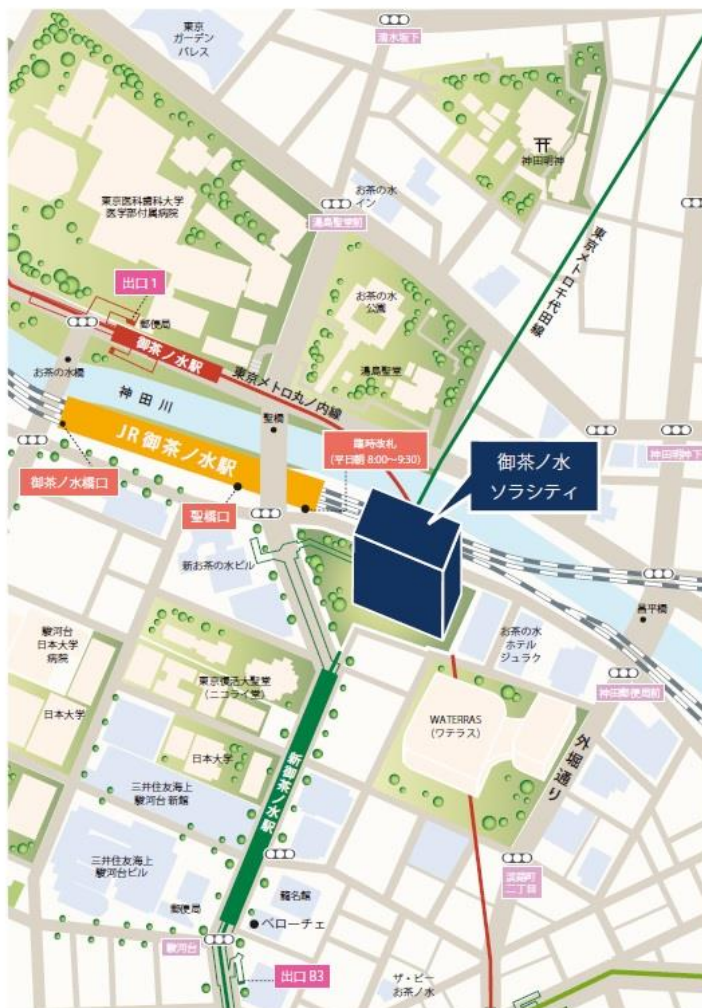 東京
ガーデン
パレス
清水坂下
神田明神
東京医科歯科大学
医学部付属病院
お茶の水
イン
湯島聖堂前
東京メトロ千代田線
出口1
郵便局
お茶の水
公園
御茶ノ水駅
東京メトロ丸ノ内線
湯島聖堂
お茶の水橋
神田川
聖橋
JR御茶ノ水駅
臨時改札
(平日朝 8:00〜9:30)
御茶ノ水
ソラシティ
神田明神下
御茶ノ水橋口
聖橋口
新お茶の水ビル
昌平橋
駿河台
日本大学
病院
お茶の水
ホテル
ジュラク
東京復活大聖堂
(ニコライ堂)
神田郵便局前
日本大学
WATERRAS
(ワテラス)
外堀通り
日本大学
新御茶ノ水駅
三井住友海上
駿河台 新館
三井住友海上
駿河台ビル
淡路町
二丁目
龍名館
郵便局
ベローチェ
駿河台
出口 B3
ザ・ビー
お茶の水